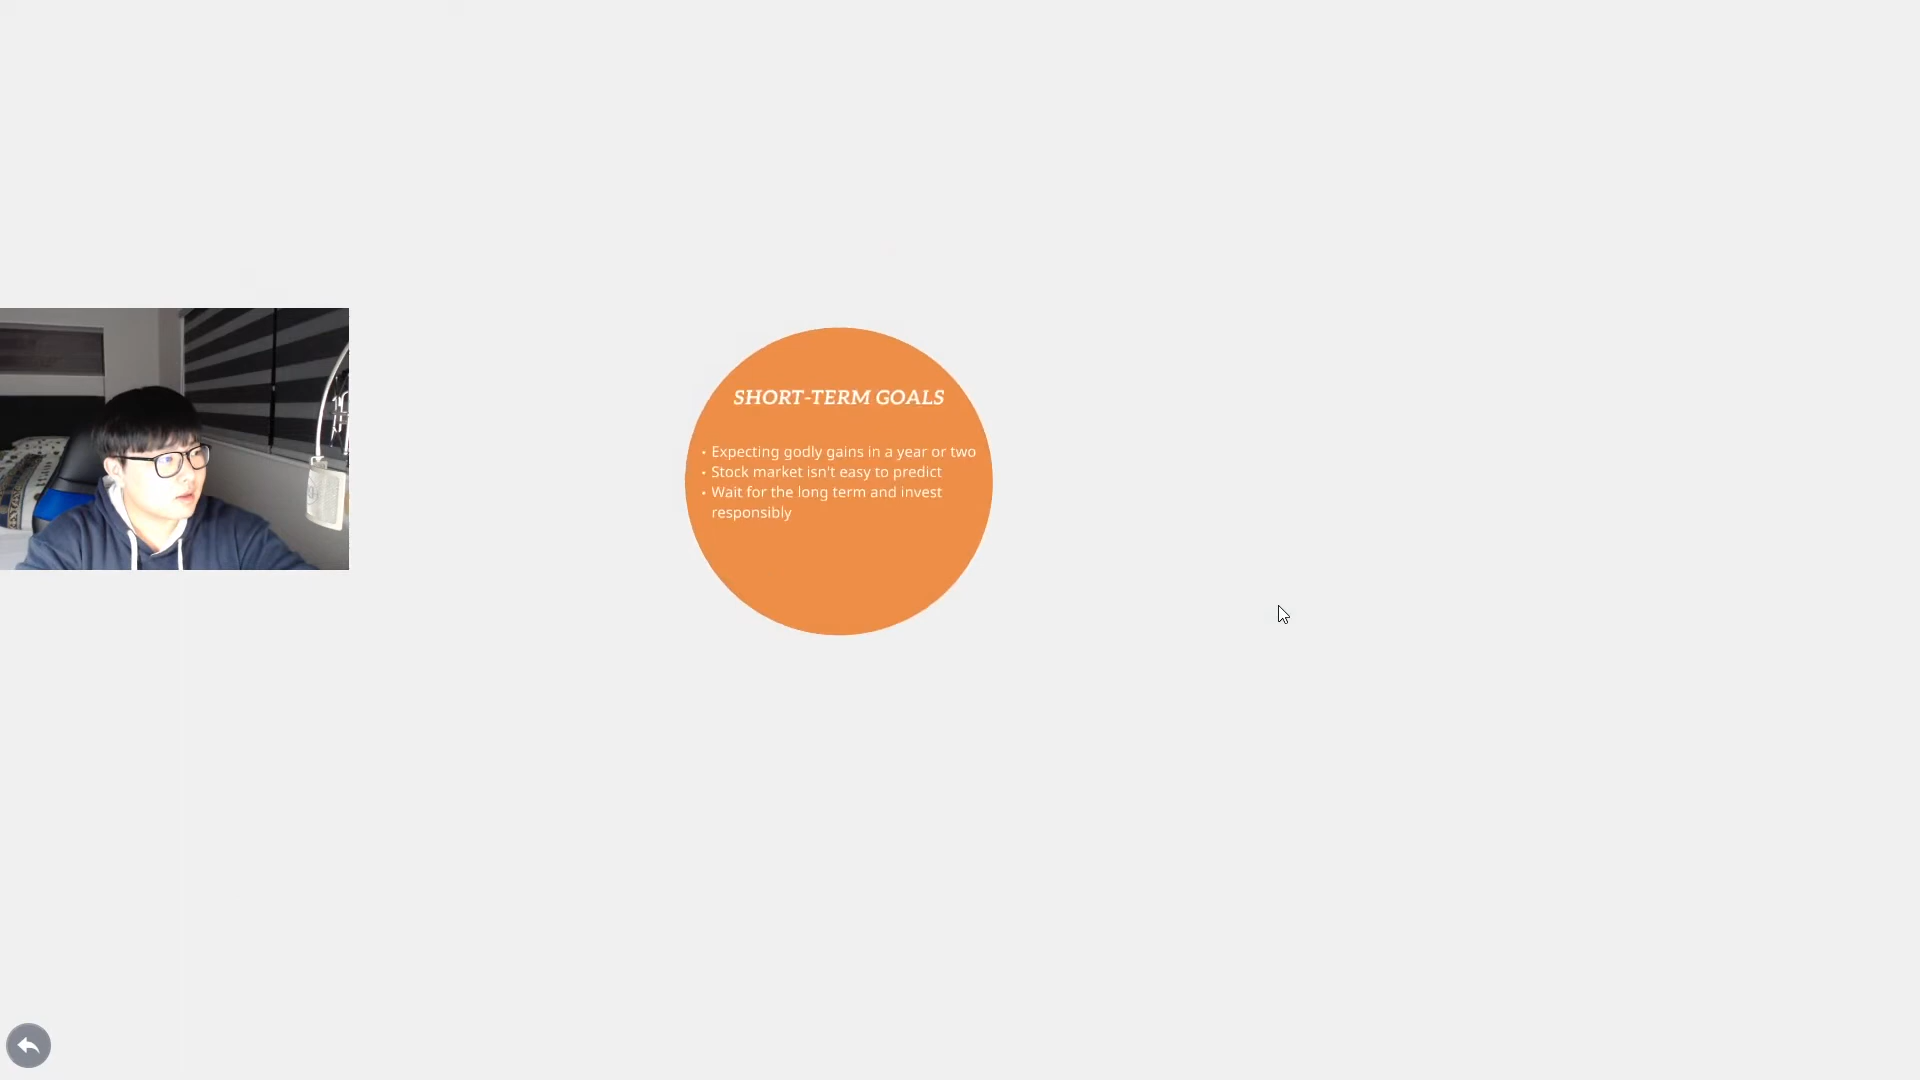 SHORT-TERM GOALS
• Expecting godly gains in a year or two
• Stock market isn't easy to predict
• Wait for the long term and invest
responsibly